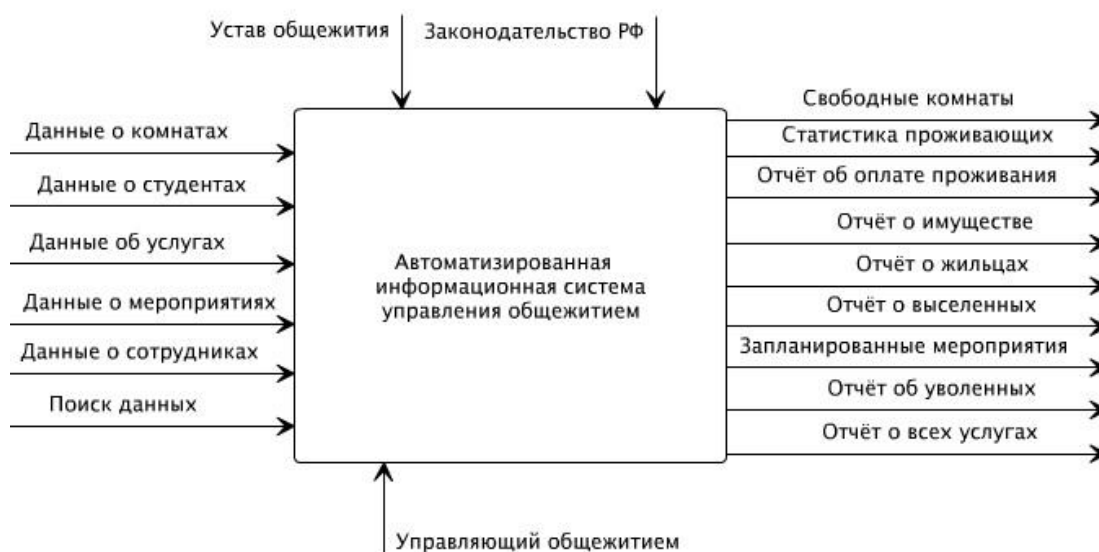 Устав общежития
Законодательство РФ
Данные о комнатах
Данные о студентах
Данные об услугах
Данные о мероприятиях
Данные о сотрудниках
Поиск данных
Автоматизированная
информационная система
управления общежитием
Свободные комнаты
Статистика проживающих
Отчёт об оплате проживания
Отчёт о имуществе
Отчёт о жильцах
Отчёт о выселенных
Запланированные мероприятия
Отчёт об уволенных
Отчёт о всех услугах
Управляющий общежитием